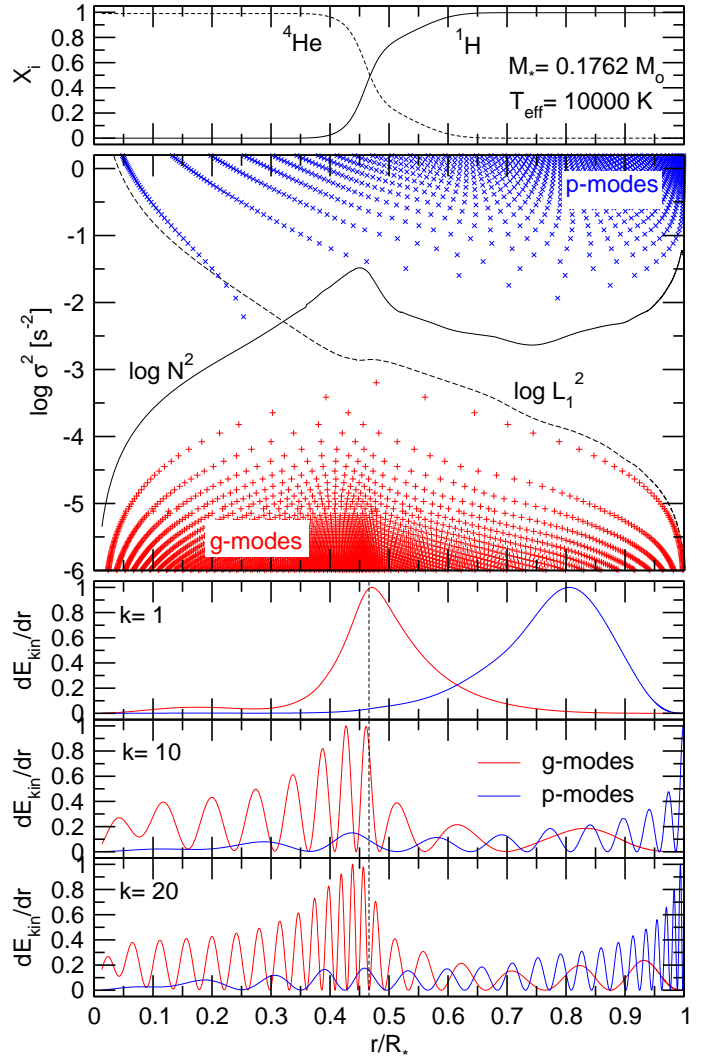 1
0.8
0.6
0.4
0.2
0
X_i
⁴He
¹H
M_*= 0.1762 M_o
T_eff= 10000 K
0
-1
-2
-3
-4
-5
-6
log σ² [s⁻²]
p-modes
log N²
log L₁²
g-modes
1
0.8
0.6
0.4
0.2
0
dE_kin/dr
k= 1
1
0.8
0.6
0.4
0.2
0
dE_kin/dr
k= 10
g-modes
p-modes
1
0.8
0.6
0.4
0.2
0
dE_kin/dr
k= 20
0 0.1 0.2 0.3 0.4 0.5 0.6 0.7 0.8 0.9 1
r/R_*